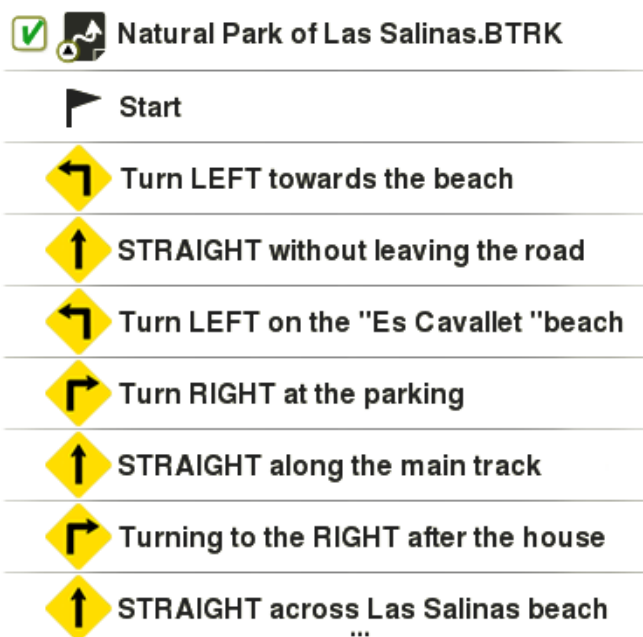 Natural Park of Las Salinas.BTRK
Start
Turn LEFT towards the beach
STRAIGHT without leaving the road
Turn LEFT on the "Es Cavallet "beach
Turn RIGHT at the parking
STRAIGHT along the main track
Turning to the RIGHT after the house
STRAIGHT across Las Salinas beach
...